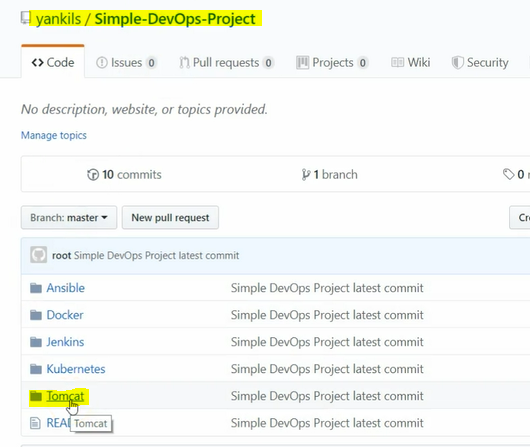 yankils / Simple-DevOps-Project
Code Issues 0 Pull requests 0 Projects 0 Wiki Security
No description, website, or topics provided.
Manage topics
10 commits 1 branch 0
Branch: master New pull request
root Simple DevOps Project latest commit
Ansible Simple DevOps Project latest commit
Docker Simple DevOps Project latest commit
Jenkins Simple DevOps Project latest commit
Kubernetes Simple DevOps Project latest commit
Tomcat Simple DevOps Project latest commit
Tomcat Simple DevOps Project latest commit